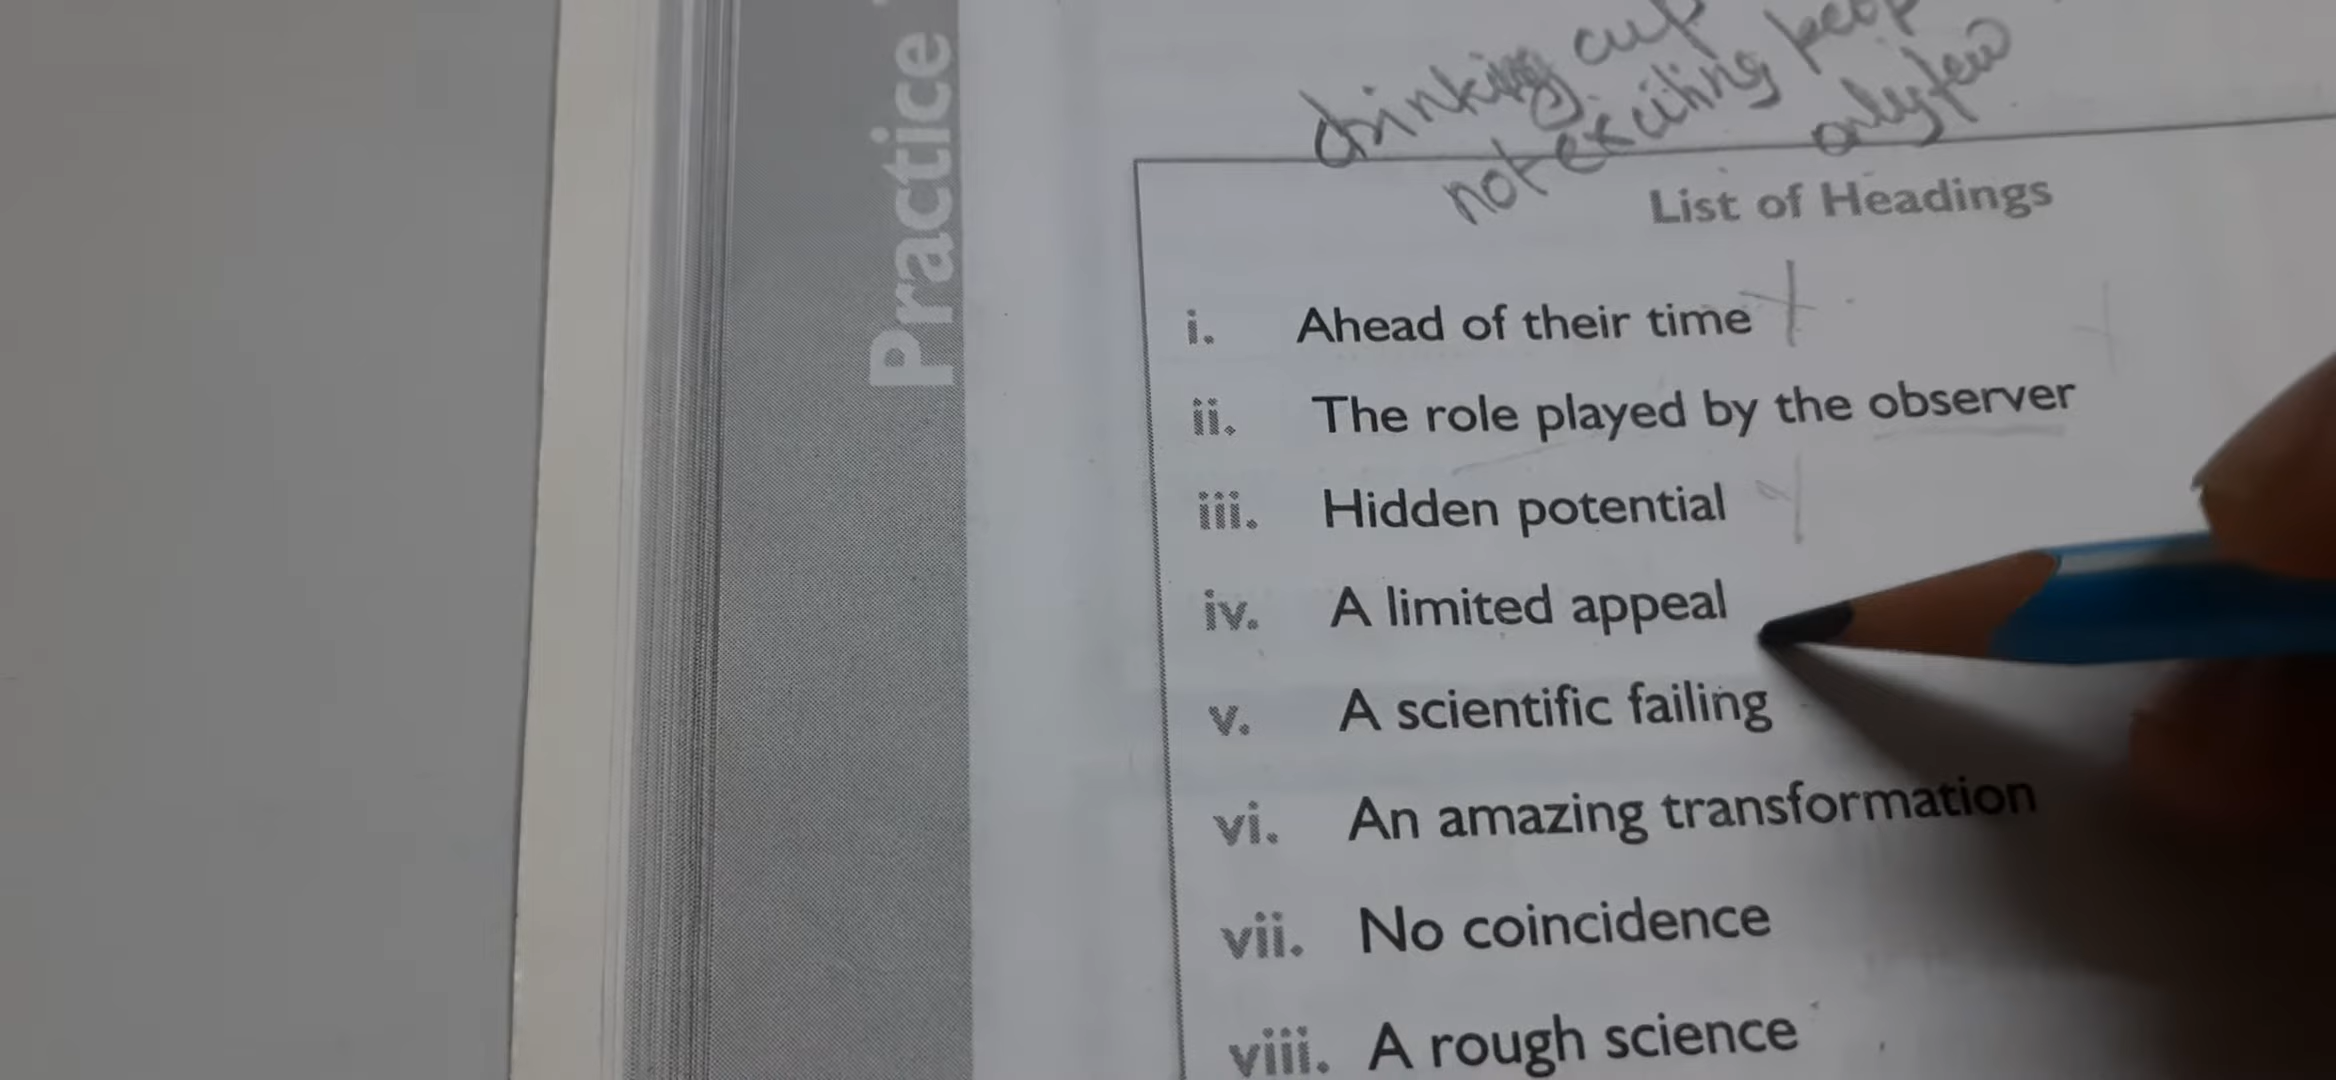 Practice
drinking cup
not exciting keep
only few
List of Headings
i. Ahead of their time
ii. The role played by the observer
iii. Hidden potential
iv. A limited appeal
v. A scientific failing
vi. An amazing transformation
vii. No coincidence
viii. A rough science